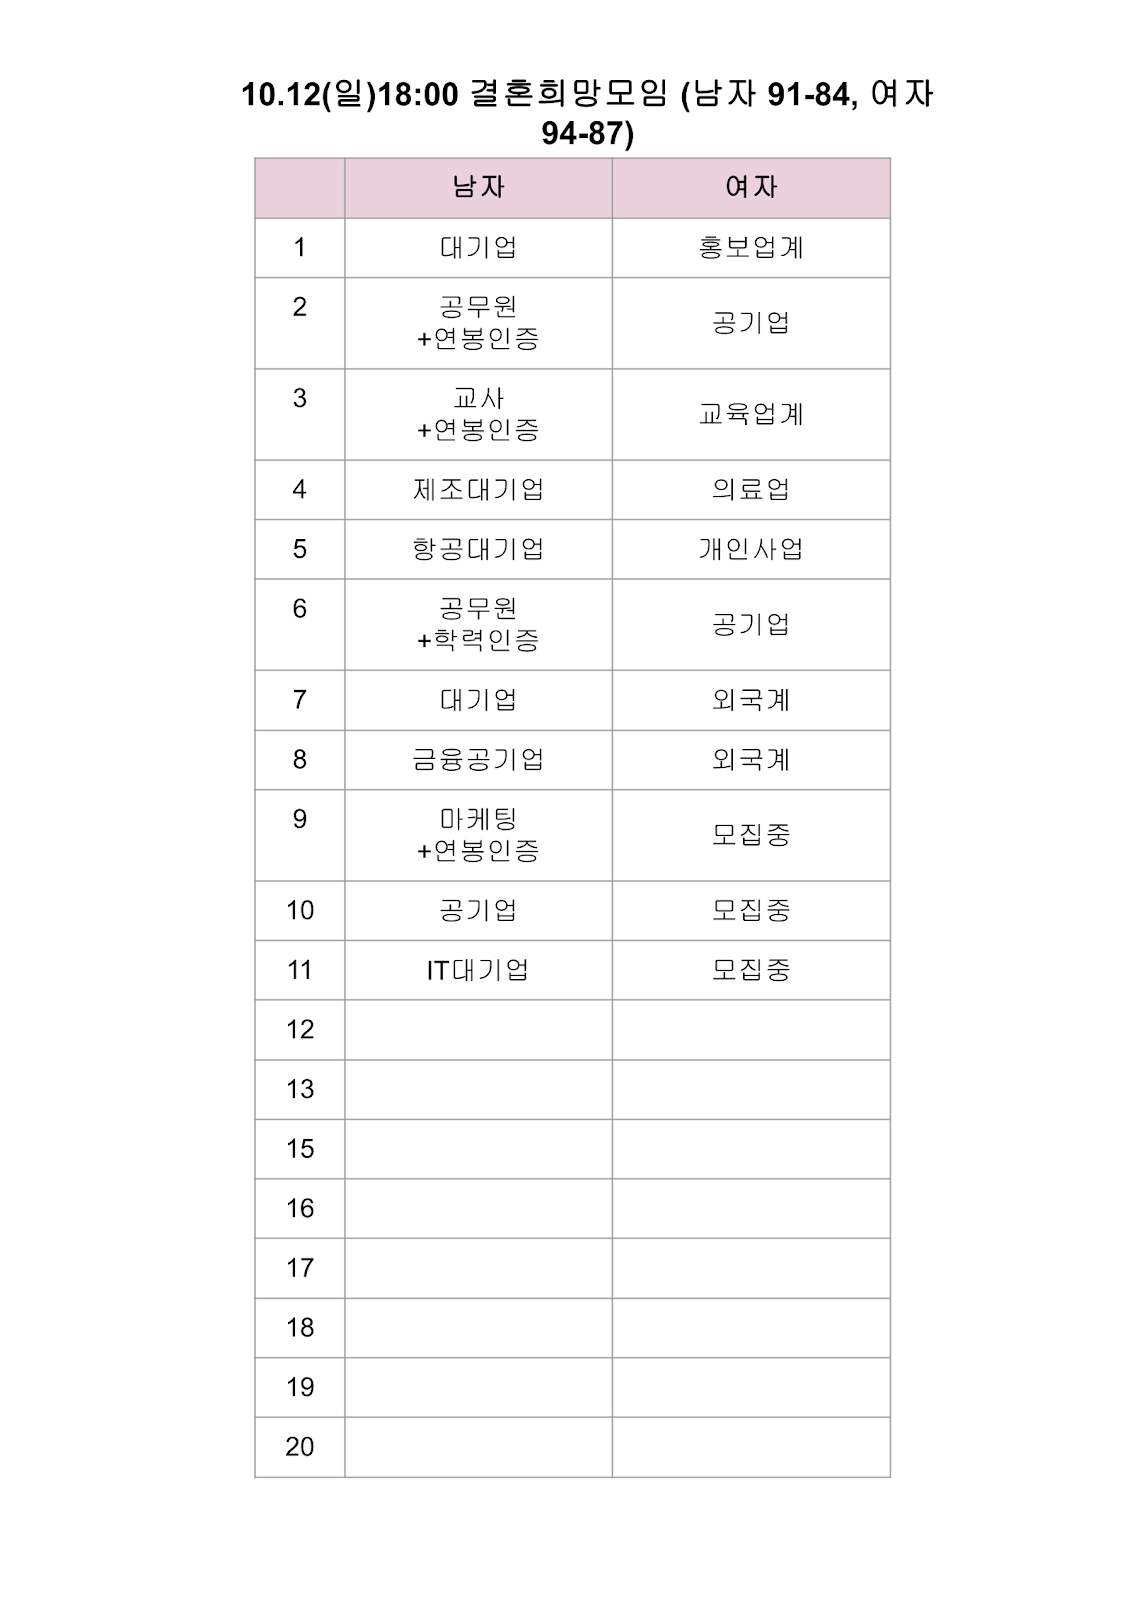 10.12(일)18:00 결혼희망모임 (남자 91-84, 여자
94-87)
남자 여자
1 대기업 홍보업계
2 공무원
+연봉인증 공기업
3 교사
+연봉인증 교육업계
4 제조대기업 의료업
5 항공대기업 개인사업
6 공무원
+학력인증 공기업
7 대기업 외국계
8 금융공기업 외국계
9 마케팅
+연봉인증 모집중
10 공기업 모집중
11 IT대기업 모집중
12
13
15
16
17
18
19
20